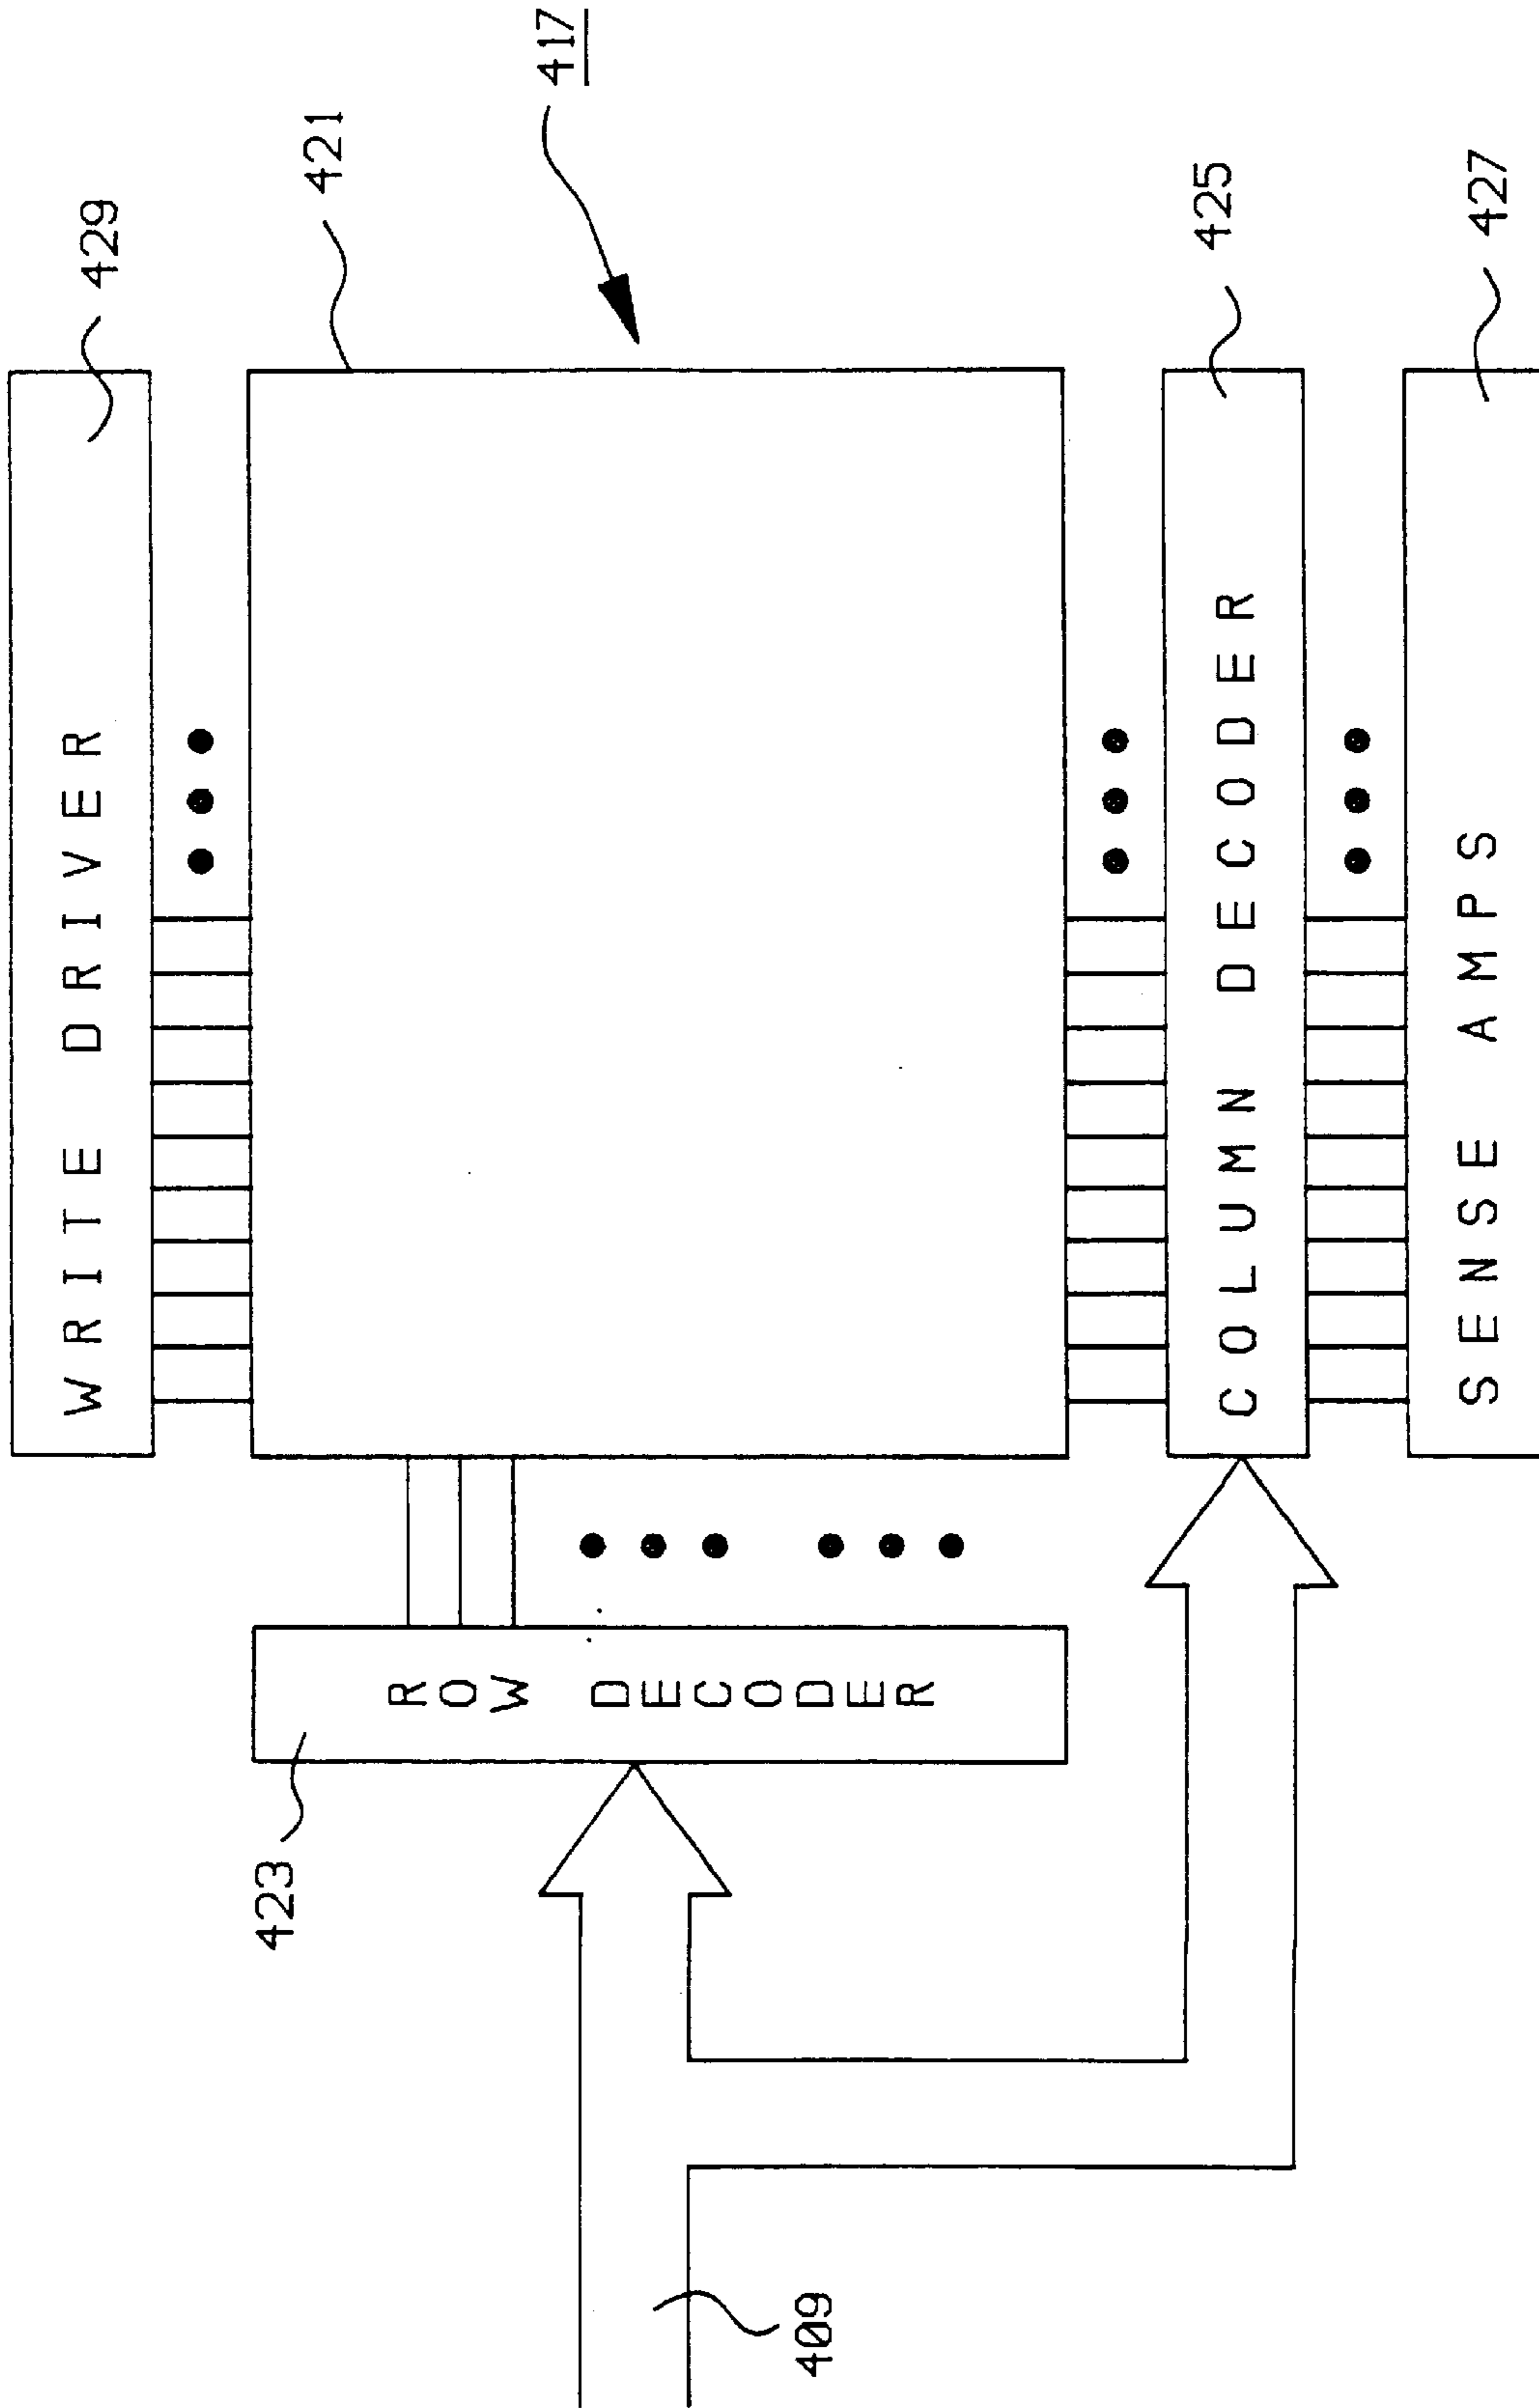 WRITE DRIVER
429
421
417
ROW DECODER
423
409
COLUMN DECODER
425
SENSE AMPS
427